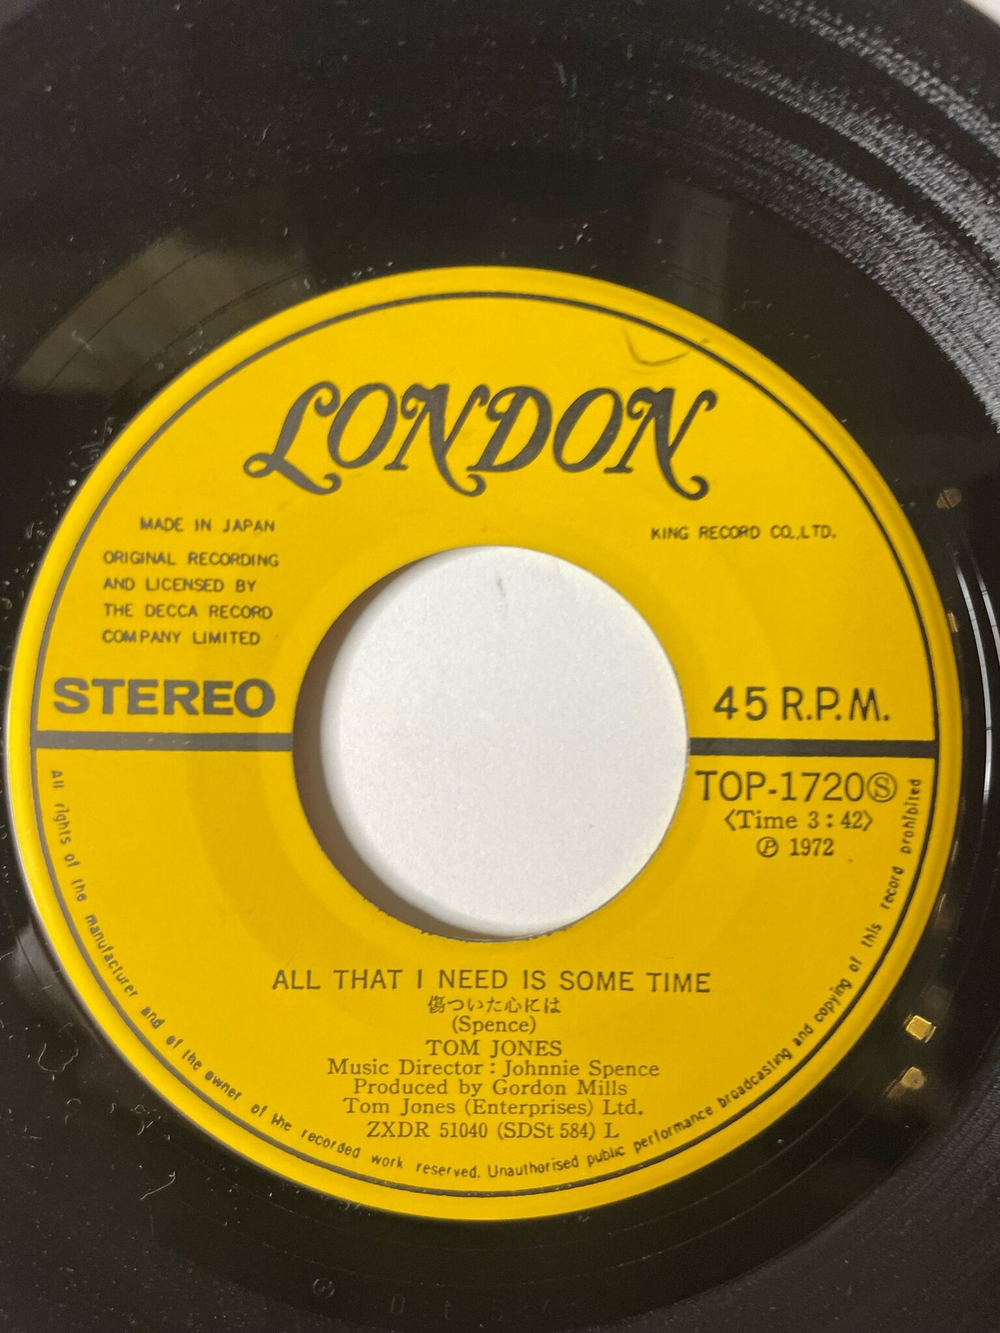 LONDON
MADE IN JAPAN
KING RECORD CO.,LTD.
ORIGINAL RECORDING
AND LICENSED BY
THE DECCA RECORD
COMPANY LIMITED
STEREO
45 R.P.M.
TOP-1720Ⓢ
〈Time 3:42〉
Ⓟ 1972
ALL THAT I NEED IS SOME TIME
傷ついた心には
(Spence)
TOM JONES
Music Director: Johnnie Spence
Produced by Gordon Mills
Tom Jones (Enterprises) Ltd.
ZXDR 51040 (SDSt 584) L
All rights of the manufacturer and of the owner of the recorded work reserved. Unauthorised public performance broadcasting and copying of this record prohibited